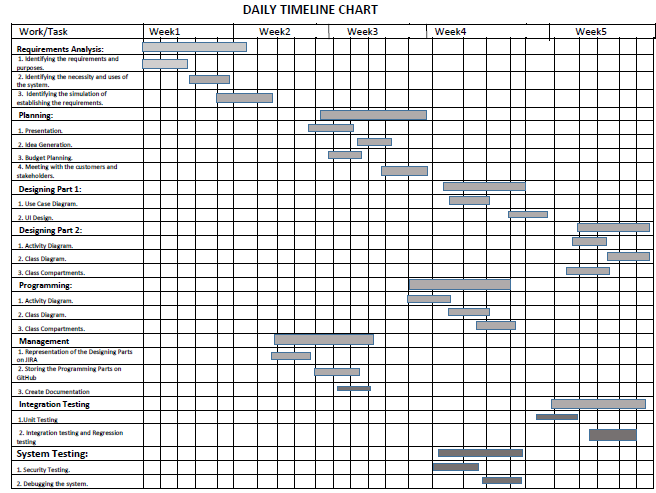 DAILY TIMELINE CHART
Work/Task Week1 Week2 Week3 Week4 Week5
Requirements Analysis:
1. Identifying the requirements and
purposes.
2. Identifying the necessity and uses of
the system.
3. Identifying the simulation of
establishing the requirements.
Planning:
1. Presentation.
2. Idea Generation.
3. Budget Planning.
4. Meeting with the customers and
stakeholders.
Designing Part 1:
1. Use Case Diagram.
2. UI Design.
Designing Part 2:
1. Activity Diagram.
2. Class Diagram.
3. Class Compartments.
Programming:
1. Activity Diagram.
2. Class Diagram.
3. Class Compartments.
Management
1. Representation of the Designing Parts
on JIRA
2. Storing the Programming Parts on
GitHub
3. Create Documentation
Integration Testing
1.Unit Testing
2. Integration testing and Regression
testing
System Testing:
1. Security Testing.
2. Debugging the system.